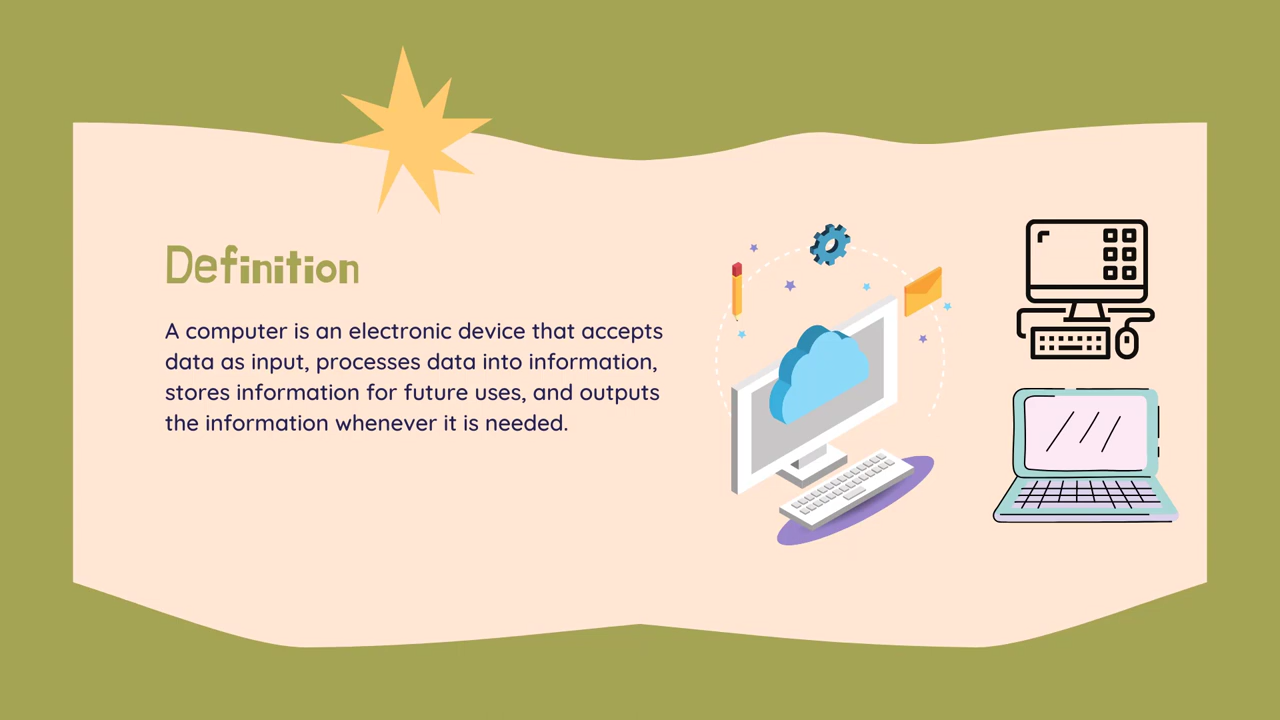 Definition
A computer is an electronic device that accepts
data as input, processes data into information,
stores information for future uses, and outputs
the information whenever it is needed.